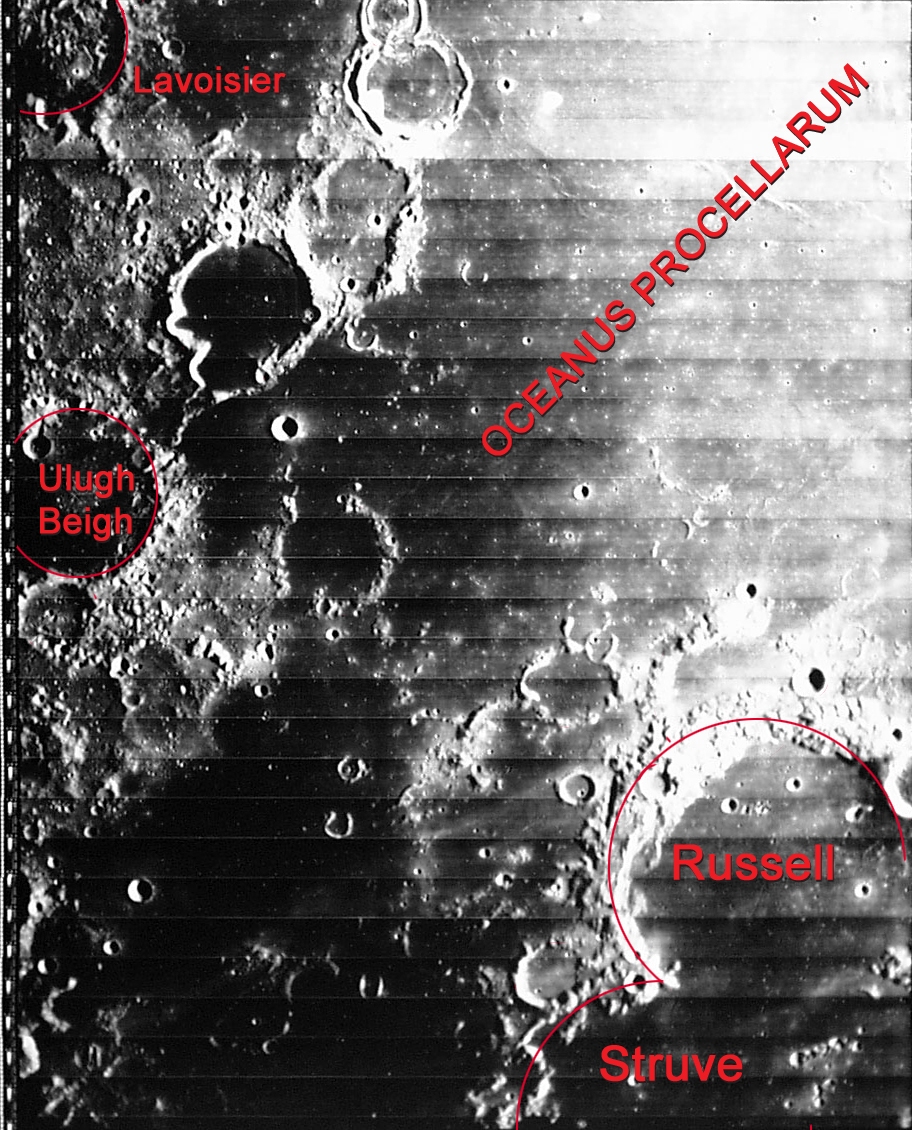 Lavoisier
OCEANUS PROCELLARUM
Ulugh
Beigh
Russell
Struve